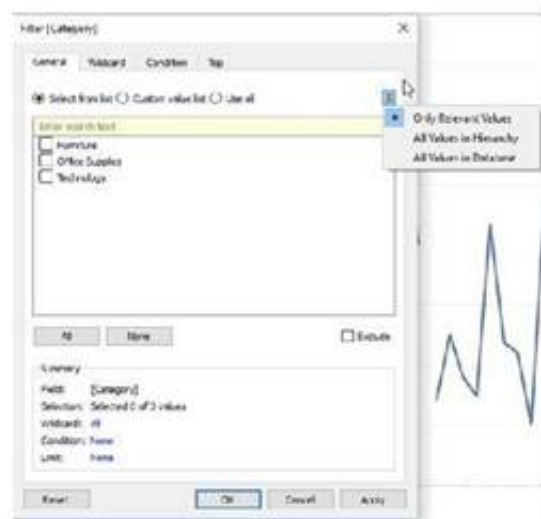 Filter [Category]
General Wildcard Condition Top
Select from list Custom value list Use all
Enter search text
Only Relevant Values
All Values in Hierarchy
All Values in Database
Furniture
Office Supplies
Technology
All None Exclude
Summary
Field: [Category]
Selection: Selected 0 of 3 values
Wildcard: All
Condition: None
Limit: None
Reset OK Cancel Apply